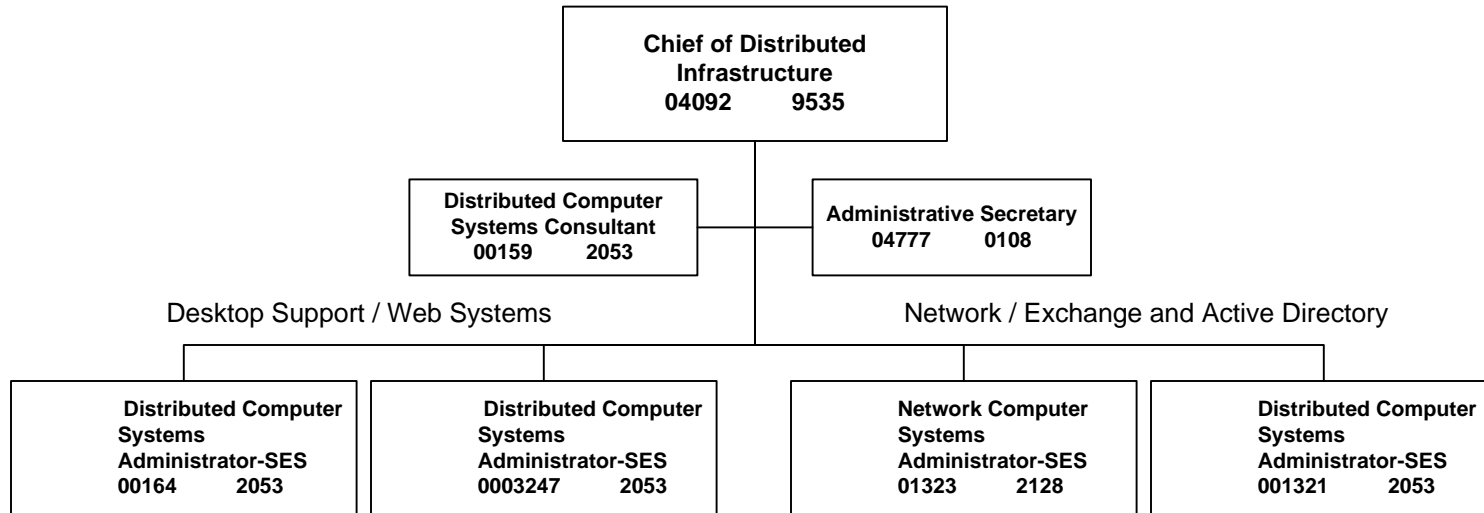 Chief of Distributed
Infrastructure
04092 9535
Distributed Computer
Systems Consultant
00159 2053
Administrative Secretary
04777 0108
Desktop Support / Web Systems
Network / Exchange and Active Directory
Distributed Computer
Systems
Administrator-SES
00164 2053
Distributed Computer
Systems
Administrator-SES
0003247 2053
Network Computer
Systems
Administrator-SES
01323 2128
Distributed Computer
Systems
Administrator-SES
001321 2053